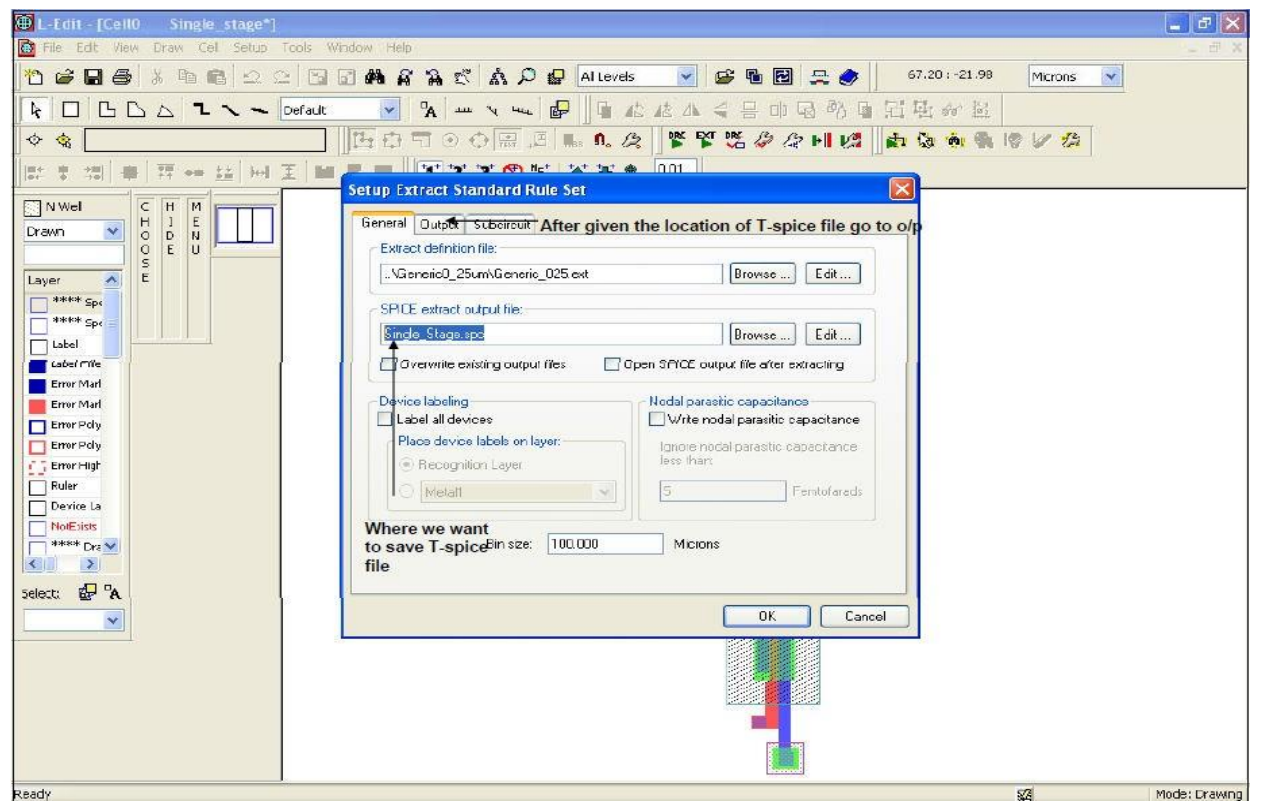 L-Edit - [Cell0 Single_stage*]
File Edit View Draw Cell Setup Tools Window Help
All Levels
67.20 : -21.98
Microns
Default
0.01
Setup Extract Standard Rule Set
General
Output
Subcircuit
After given the location of T-spice file go to o/p
Extract definition file:
..\Generic0_25um\Generic_025.ext
Browse ...
Edit ...
SPICE extract output file:
Single_Stage.spc
Browse ...
Edit ...
Overwrite existing output files
Open SPICE output file after extracting
Device labeling
Label all devices
Place device labels on layer:
Recognition Layer
Metal1
Nodal parasitic capacitance
Write nodal parasitic capacitance
Ignore nodal parastic capacitance
less than:
5
Femtofarads
Where we want
to save T-spice
file
Bin size:
100.000
Microns
OK
Cancel
N Well
Drawn
CHOOSE
HIDE
MENU
Layer
**** Spe
**** Spe
Label
Error Mark
Error Mark
Error Poly
Error Poly
Error High
Ruler
Device La
NotExists
**** Dra
Select:
Ready
Mode: Drawing